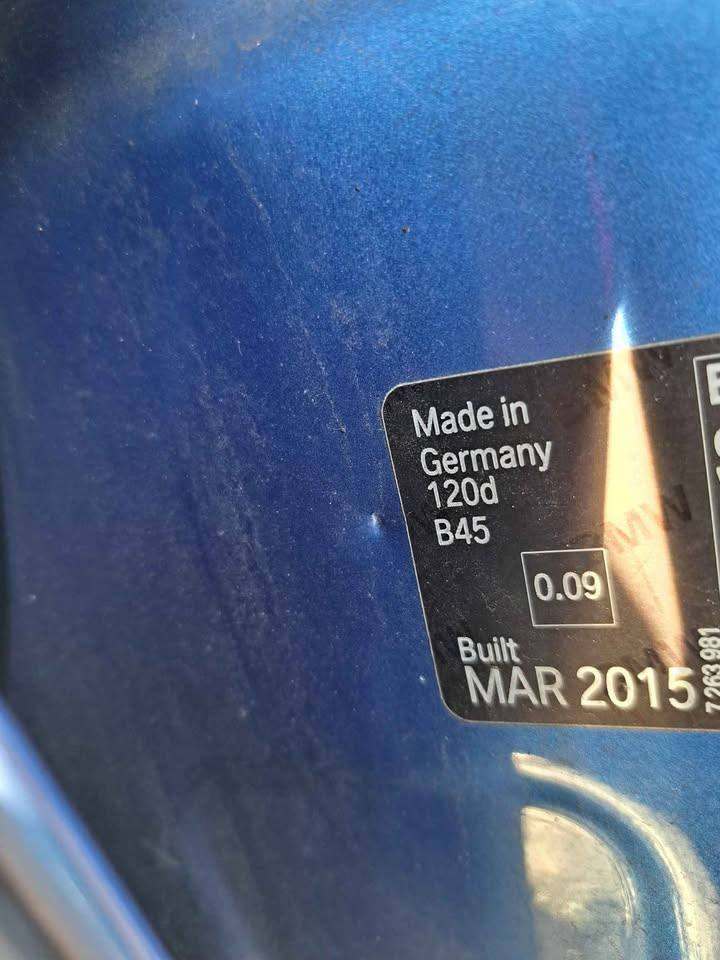 Made in
Germany
120d
B45
0.09
Built
MAR 2015
7 263 981